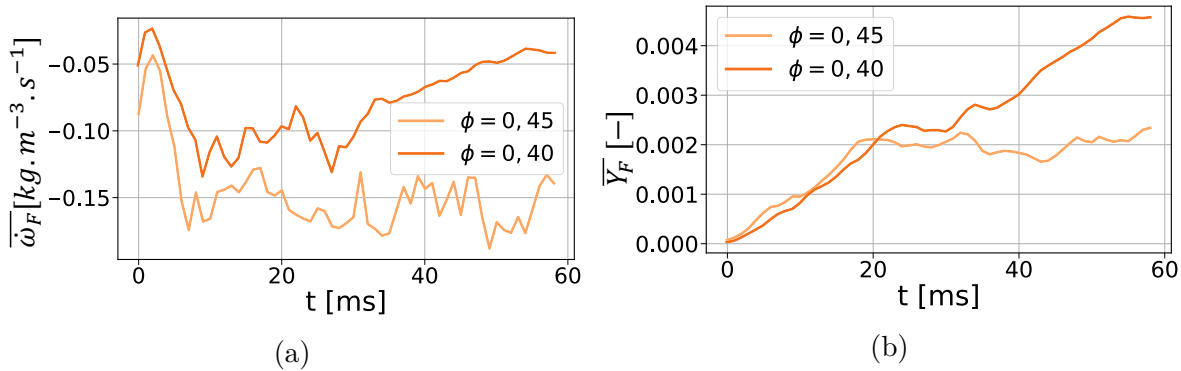 −0.05
−0.10
−0.15
$\overline{\dot{\omega}_F}[kg.m^{-3}.s^{-1}]$
ϕ = 0, 45
ϕ = 0, 40
0 20 40 60
t [ms]
(a)
0.004
0.003
0.002
0.001
0.000
$\overline{Y}_F$ [−]
ϕ = 0, 45
ϕ = 0, 40
0 20 40 60
t [ms]
(b)